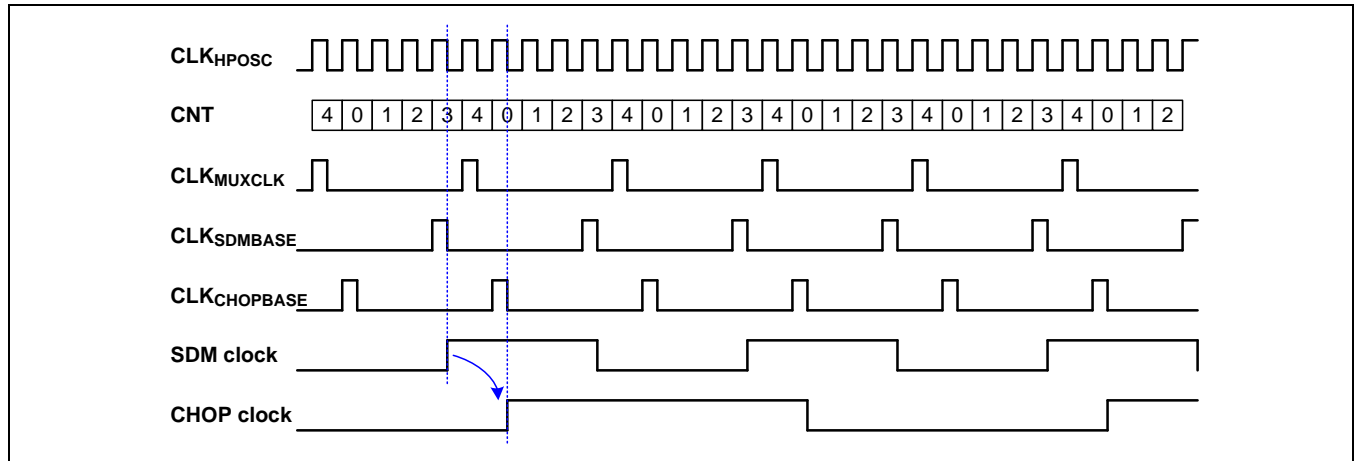 CLKHPOSC
CNT 4 0 1 2 3 4 0 1 2 3 4 0 1 2 3 4 0 1 2 3 4 0 1 2 3 4 0 1 2
CLKMUXCLK
CLKSDMBASE
CLKCHOPBASE
SDM clock
CHOP clock